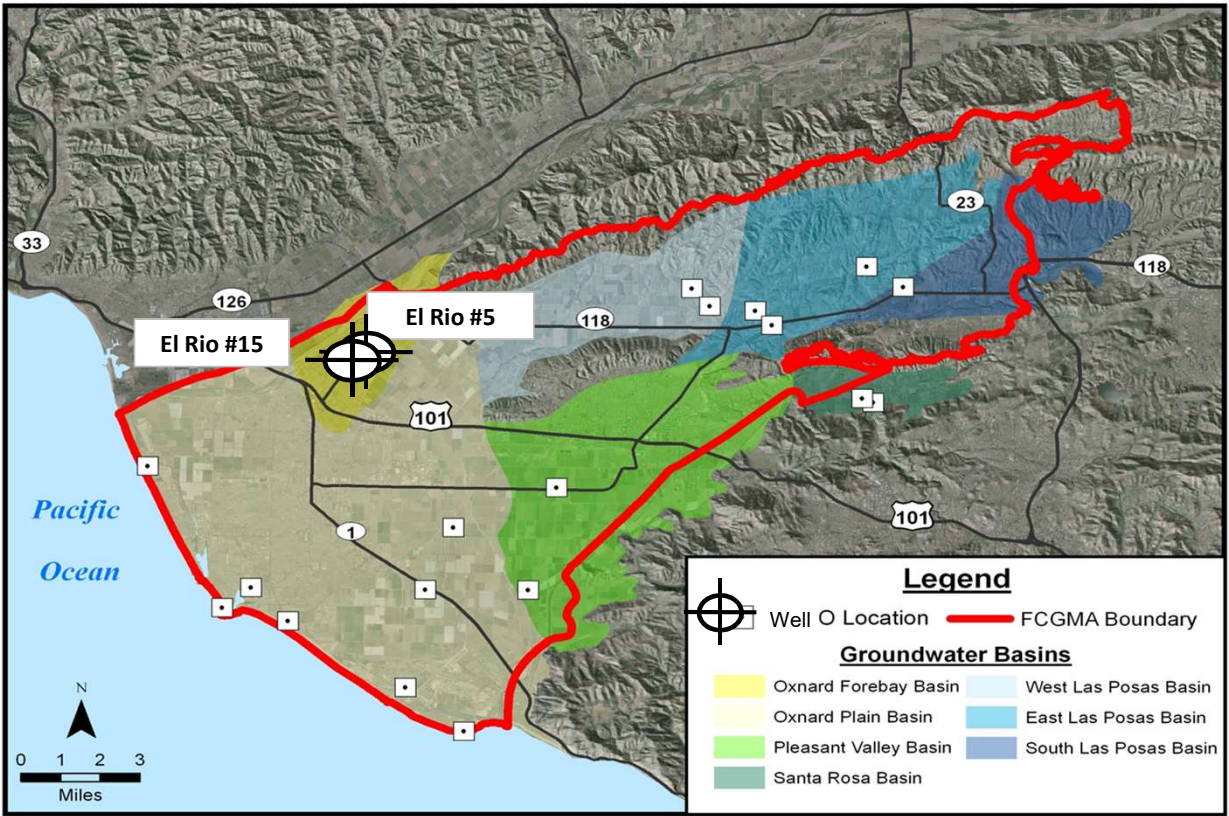 23
33
118
126
El Rio #5
118
El Rio #15
101
Pacific
Ocean
101
1
N
0 1 2 3
Miles
Legend
Well O Location
FCGMA Boundary
Groundwater Basins
Oxnard Forebay Basin
West Las Posas Basin
Oxnard Plain Basin
East Las Posas Basin
Pleasant Valley Basin
South Las Posas Basin
Santa Rosa Basin